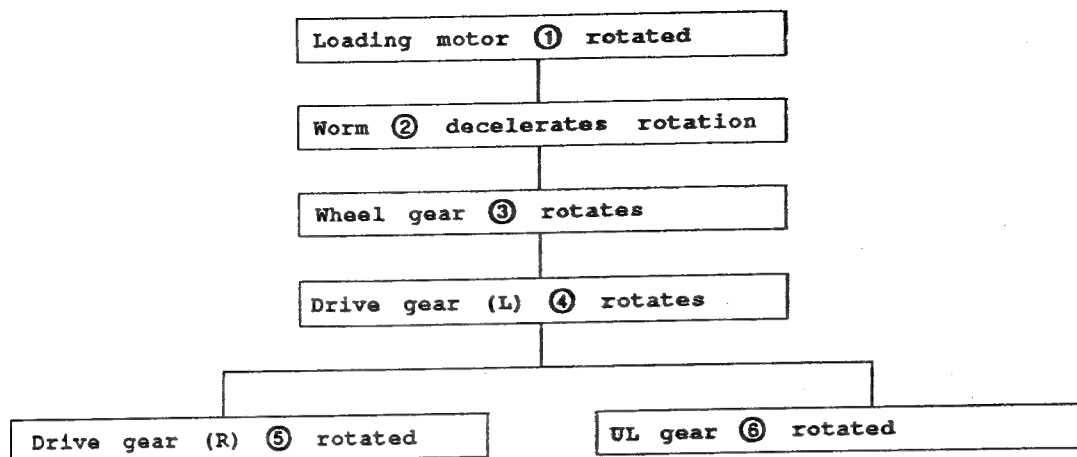 Loading motor ① rotated
Worm ② decelerates rotation
Wheel gear ③ rotates
Drive gear (L) ④ rotates
Drive gear (R) ⑤ rotated
UL gear ⑥ rotated